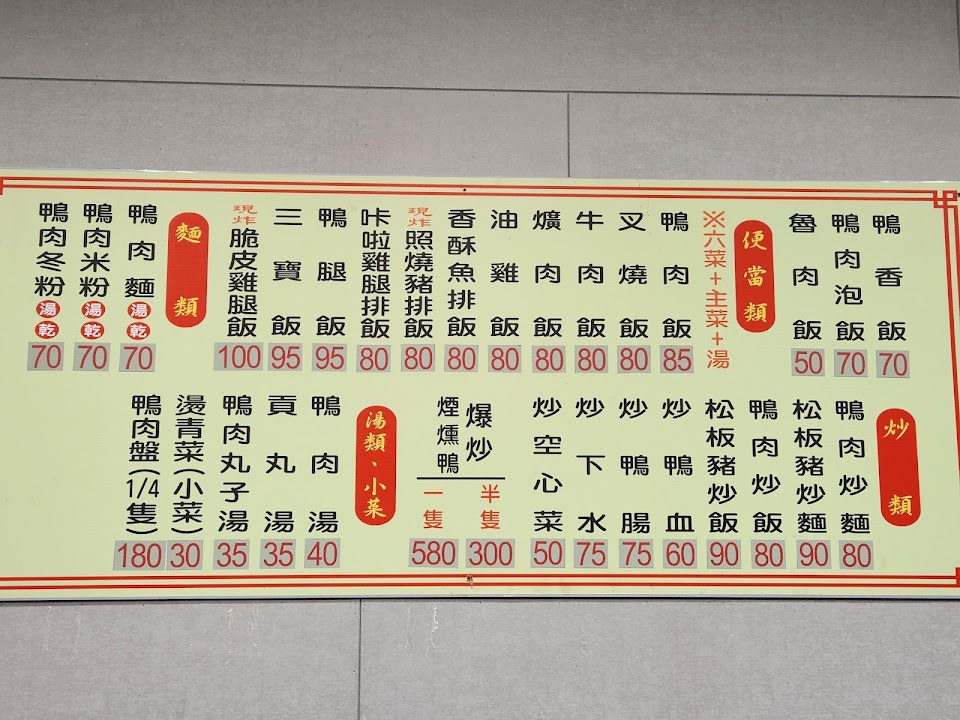 鴨香飯 70
鴨肉泡飯 70
魯肉飯 50
便當類
※六菜+主菜+湯
鴨肉飯 85
叉燒飯 80
牛肉飯 80
爌肉飯 80
油雞飯 80
香酥魚排飯 80
現炸照燒豬排飯 80
咔啦雞腿排飯 80
鴨腿飯 95
三寶飯 95
現炸脆皮雞腿飯 100
麵類
鴨肉麵 湯乾 70
鴨肉米粉 湯乾 70
鴨肉冬粉 湯乾 70
炒類
鴨肉炒麵 80
松板豬炒麵 90
鴨肉炒飯 80
松板豬炒飯 90
炒鴨血 60
炒鴨腸 75
炒下水 75
炒空心菜 50
爆炒
煙燻鴨
半隻 300
一隻 580
湯類、小菜
鴨肉湯 40
貢丸湯 35
鴨肉丸子湯 35
燙青菜(小菜) 30
鴨肉盤(1/4隻) 180